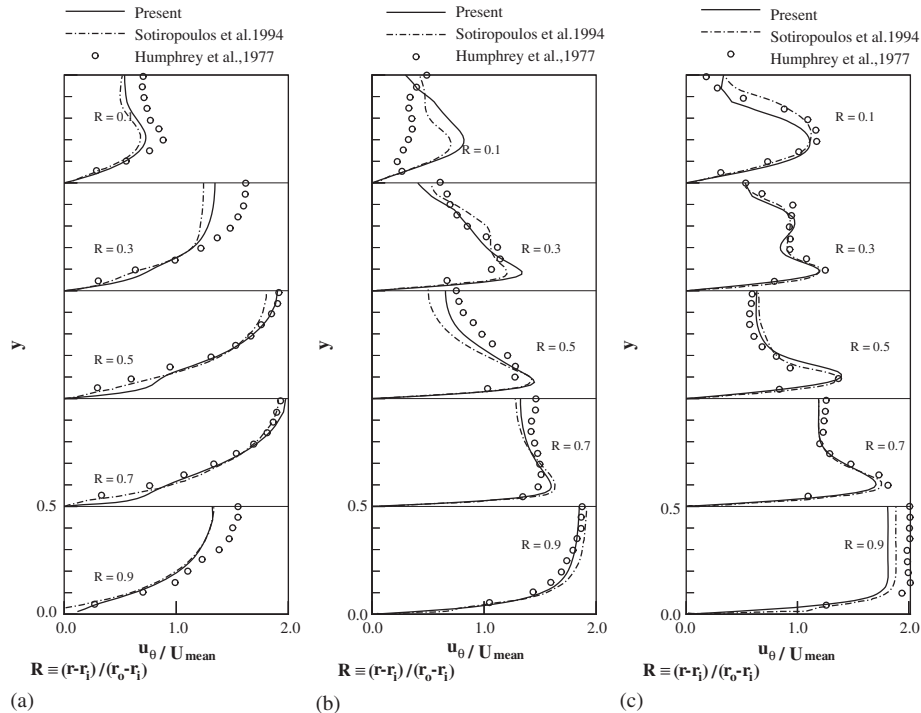 Present
Sotiropoulos et al.1994
Humphrey et al.,1977
R = 0.1
R = 0.3
R = 0.5
R = 0.7
R = 0.9
y
0.5
0.0
0.0 1.0 2.0
uθ / Umean
R ≡ (r-ri) / (ro-ri)
(a)
Present
Sotiropoulos et al.1994
Humphrey et al.,1977
R = 0.1
R = 0.3
R = 0.5
R = 0.7
R = 0.9
y
0.5
0.0
0.0 1.0 2.0
uθ / Umean
R ≡ (r-ri) / (ro-ri)
(b)
Present
Sotiropoulos et al.1994
Humphrey et al.,1977
R = 0.1
R = 0.3
R = 0.5
R = 0.7
R = 0.9
y
0.5
0.0
0.0 1.0 2.0
uθ / Umean
R ≡ (r-ri) / (ro-ri)
(c)